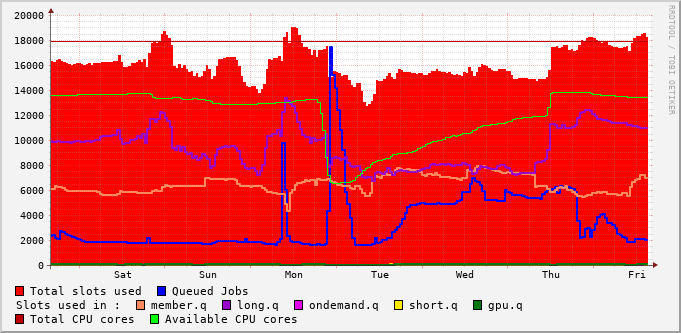 20000
18000
16000
14000
12000
10000
8000
6000
4000
2000
0
Sat Sun Mon Tue Wed Thu Fri
RRDTOOL / TOBI OETIKER
Total slots used Queued Jobs
Slots used in : member.q long.q ondemand.q short.q gpu.q
Total CPU cores Available CPU cores